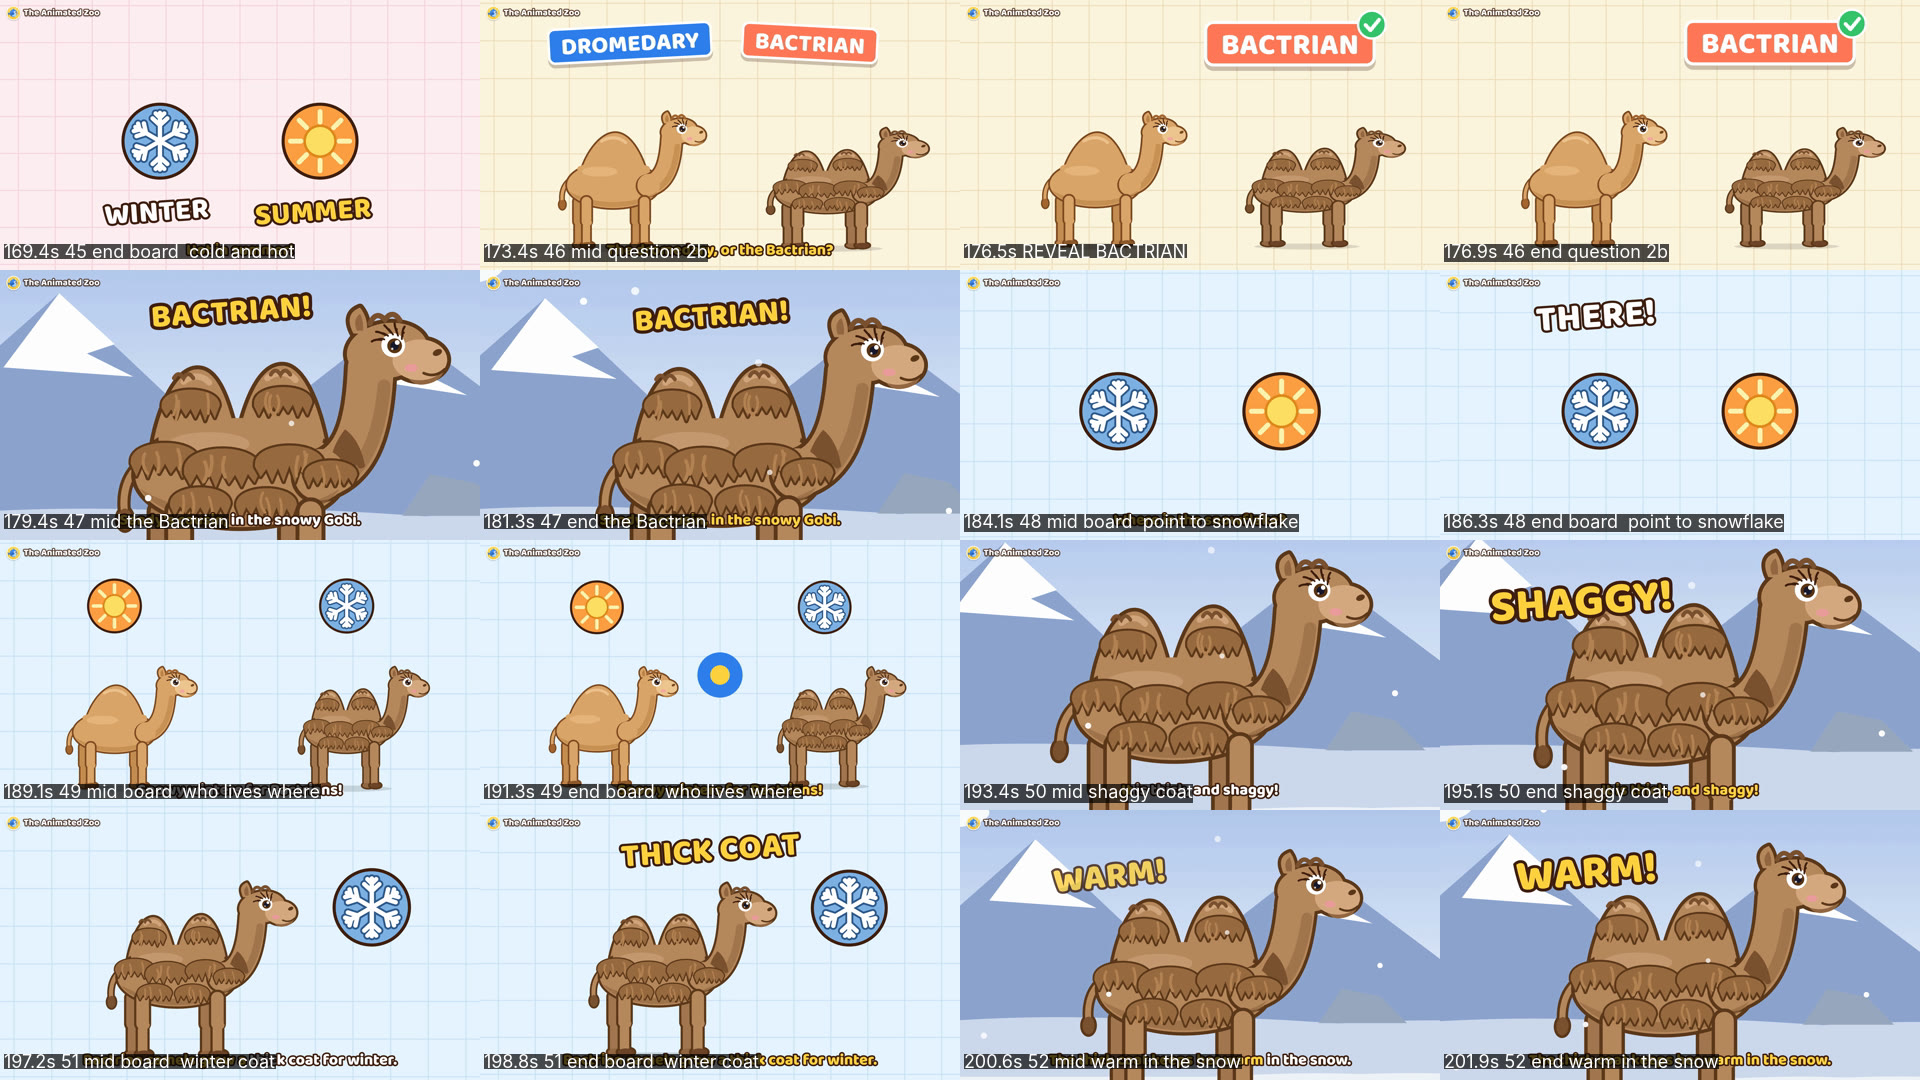 The Animated Zoo
WINTER
SUMMER
169.4s 45 end board cold and hot
The Animated Zoo
DROMEDARY
BACTRIAN
173.4s 46 mid question 2b
y, or the Bactrian?
The Animated Zoo
BACTRIAN
176.5s REVEAL BACTRIAN
The Animated Zoo
BACTRIAN
176.9s 46 end question 2b
The Animated Zoo
BACTRIAN!
179.4s 47 mid the Bactrian
in the snowy Gobi.
The Animated Zoo
BACTRIAN!
181.3s 47 end the Bactrian
in the snowy Gobi.
The Animated Zoo
184.1s 48 mid board point to snowflake
The Animated Zoo
THERE!
186.3s 48 end board point to snowflake
The Animated Zoo
189.1s 49 mid board who lives where
ns!
The Animated Zoo
191.3s 49 end board who lives where
ns!
193.4s 50 mid shaggy coat
and shaggy!
The Animated Zoo
SHAGGY!
195.1s 50 end shaggy coat
and shaggy!
The Animated Zoo
197.2s 51 mid board winter coat
k coat for winter.
The Animated Zoo
THICK COAT
198.8s 51 end board winter coat
k coat for winter.
The Animated Zoo
WARM!
200.6s 52 mid warm in the snow
rm in the snow.
The Animated Zoo
WARM!
201.9s 52 end warm in the snow
arm in the snow.